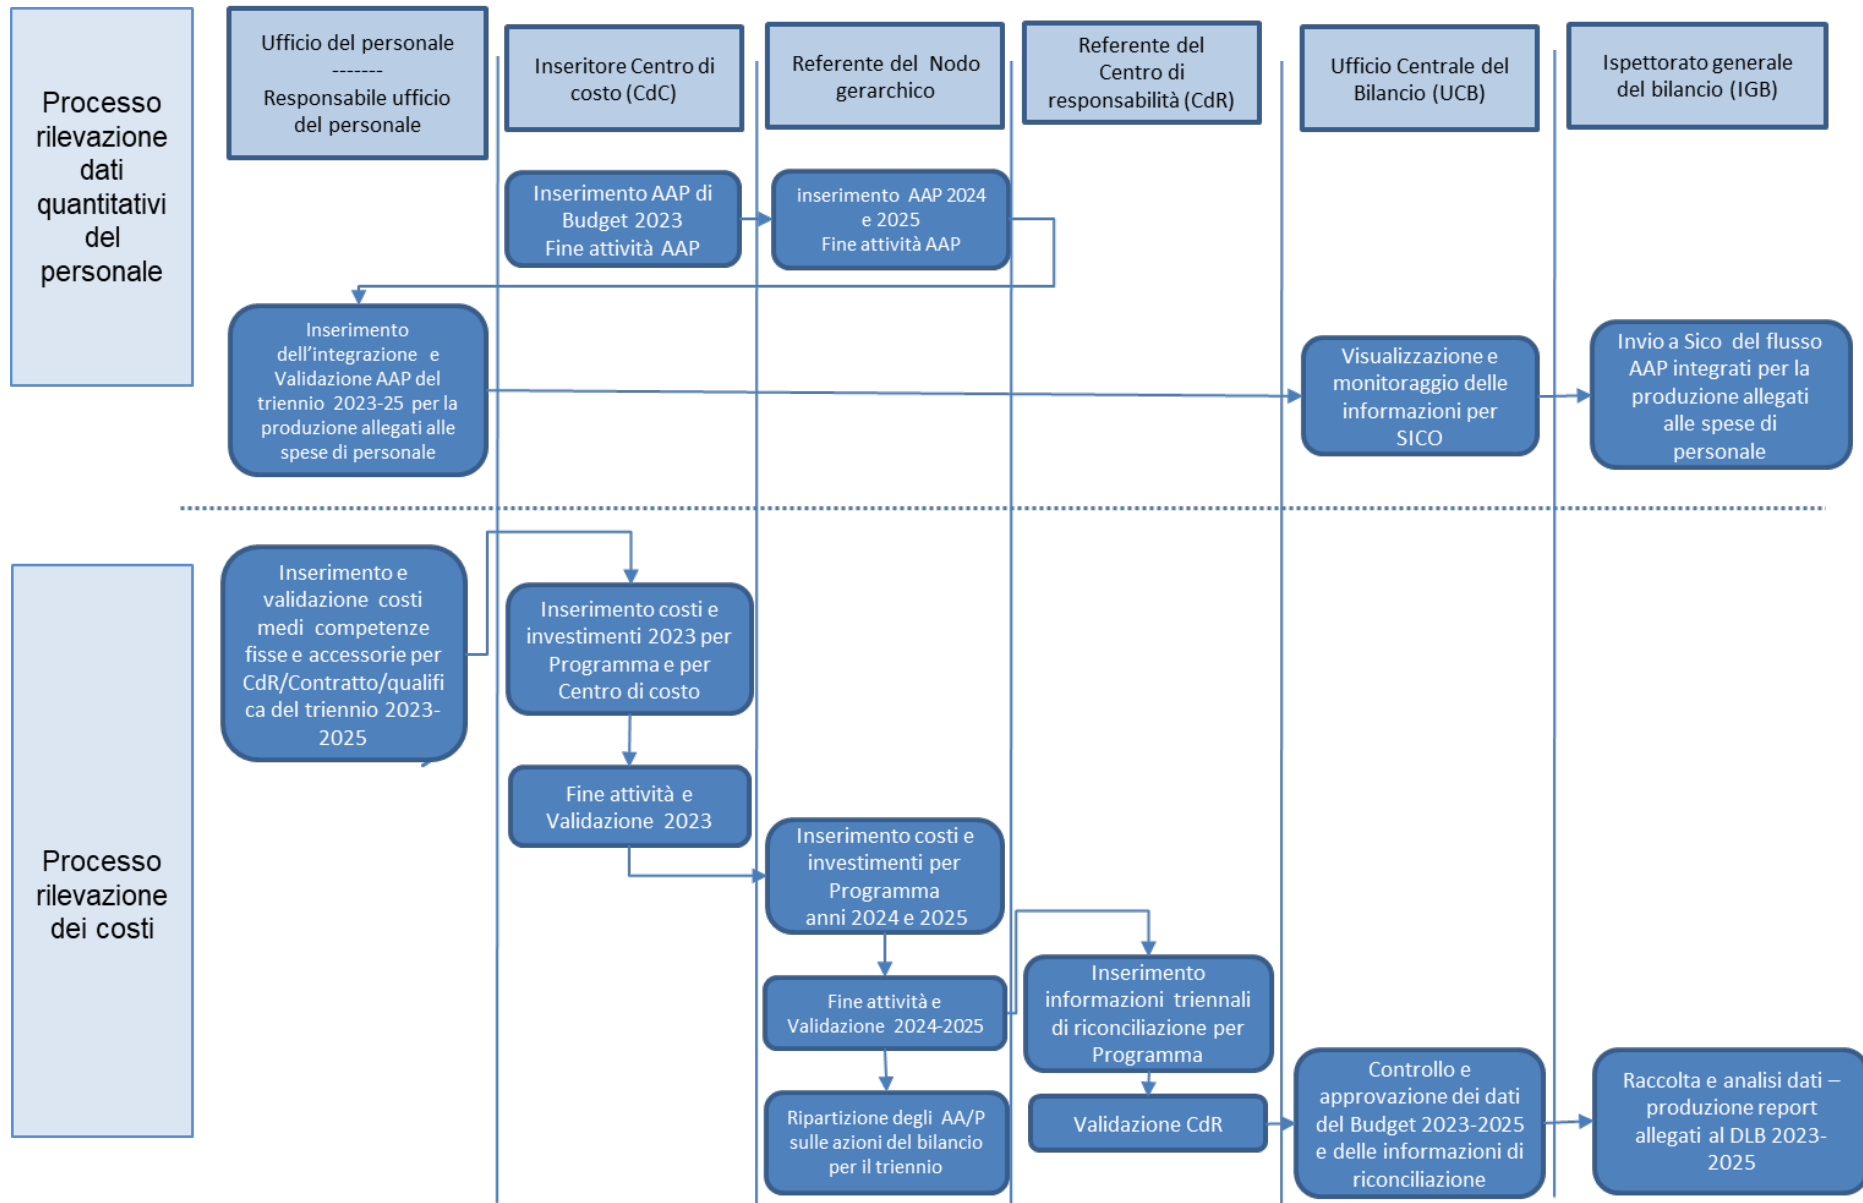 Processo
rilevazione
dati
quantitativi
del
personale
Ufficio del personale
-------
Responsabile ufficio
del personale
Inseritore Centro di
costo (CdC)
Referente del Nodo
gerarchico
Referente del
Centro di
responsabilità (CdR)
Ufficio Centrale del
Bilancio (UCB)
Ispettorato generale
del bilancio (IGB)
Inserimento AAP di
Budget 2023
Fine attività AAP
inserimento AAP 2024
e 2025
Fine attività AAP
Inserimento
dell'integrazione e
Validazione AAP del
triennio 2023-25 per la
produzione allegati alle
spese di personale
Visualizzazione e
monitoraggio delle
informazioni per
SICO
Invio a Sico del flusso
AAP integrati per la
produzione allegati
alle spese di
personale
Processo
rilevazione
dei costi
Inserimento e
validazione costi
medi competenze
fisse e accessorie per
CdR/Contratto/qualifi
ca del triennio 2023-
2025
Inserimento costi e
investimenti 2023 per
Programma e per
Centro di costo
Fine attività e
Validazione 2023
Inserimento costi e
investimenti per
Programma
anni 2024 e 2025
Fine attività e
Validazione 2024-2025
Ripartizione degli AA/P
sulle azioni del bilancio
per il triennio
Inserimento
informazioni triennali
di riconciliazione per
Programma
Validazione CdR
Controllo e
approvazione dei dati
del Budget 2023-2025
e delle informazioni di
riconciliazione
Raccolta e analisi dati –
produzione report
allegati al DLB 2023-
2025